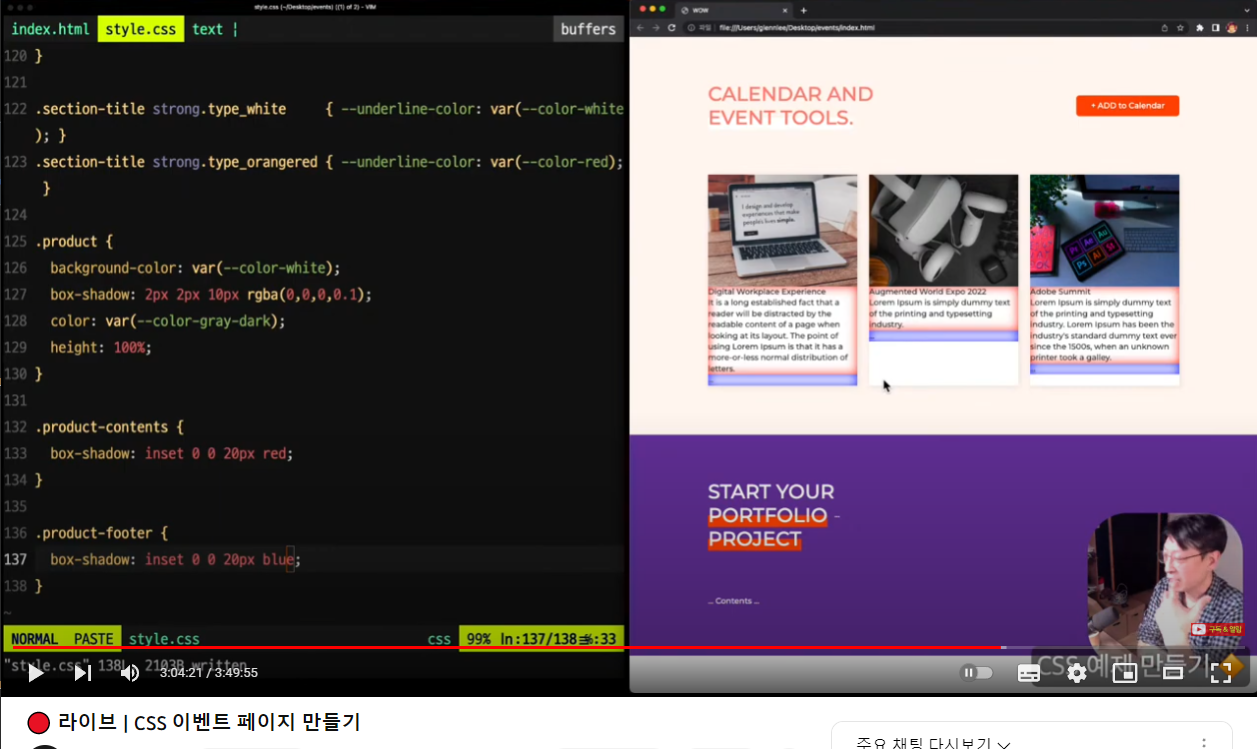 style.css (~/Desktop/events) ((1) of 2) - VIM
index.html style.css text buffers
120 }
121
122 .section-title strong.type_white { --underline-color: var(--color-white
); }
123 .section-title strong.type_orangered { --underline-color: var(--color-red);
}
124
125 .product {
126 background-color: var(--color-white);
127 box-shadow: 2px 2px 10px rgba(0,0,0,0.1);
128 color: var(--color-gray-dark);
129 height: 100%;
130 }
131
132 .product-contents {
133 box-shadow: inset 0 0 20px red;
134 }
135
136 .product-footer {
137 box-shadow: inset 0 0 20px blue;
138 }
~
NORMAL PASTE style.css css 99% ln:137/138 :33
"style.css" 138L, 2103B written
WOW
파일 file:///Users/glennlee/Desktop/events/index.html
CALENDAR AND
EVENT TOOLS.
+ ADD to Calendar
I design and develop
experiences that make
people's lives simple.
Pr Ae Au
Ps Ai St
Digital Workplace Experience
It is a long established fact that a
reader will be distracted by the
readable content of a page when
looking at its layout. The point of
using Lorem Ipsum is that it has a
more-or-less normal distribution of
letters.
Augmented World Expo 2022
Lorem Ipsum is simply dummy text
of the printing and typesetting
industry.
Adobe Summit
Lorem Ipsum is simply dummy text
of the printing and typesetting
industry. Lorem Ipsum has been the
industry's standard dummy text ever
since the 1500s, when an unknown
printer took a galley.
START YOUR
PORTFOLIO -
PROJECT
... Contents ...
구독&알람
CSS 예제 만들기
3:04:21 / 3:49:55
라이브 | CSS 이벤트 페이지 만들기
주요 채팅 다시보기